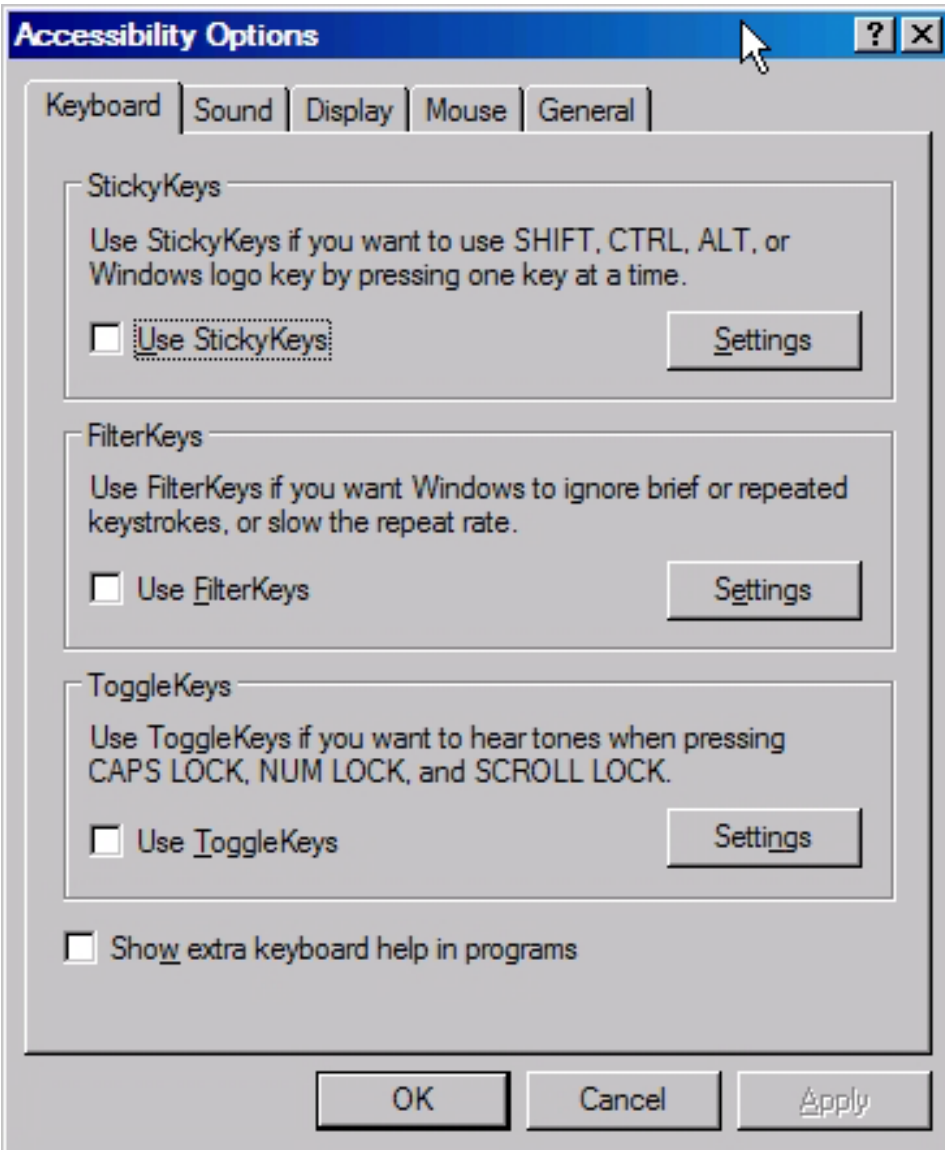 Accessibility Options
Keyboard Sound Display Mouse General
StickyKeys
Use StickyKeys if you want to use SHIFT, CTRL, ALT, or
Windows logo key by pressing one key at a time.
Use StickyKeys Settings
FilterKeys
Use FilterKeys if you want Windows to ignore brief or repeated
keystrokes, or slow the repeat rate.
Use FilterKeys Settings
ToggleKeys
Use ToggleKeys if you want to hear tones when pressing
CAPS LOCK, NUM LOCK, and SCROLL LOCK.
Use ToggleKeys Settings
Show extra keyboard help in programs
OK Cancel Apply